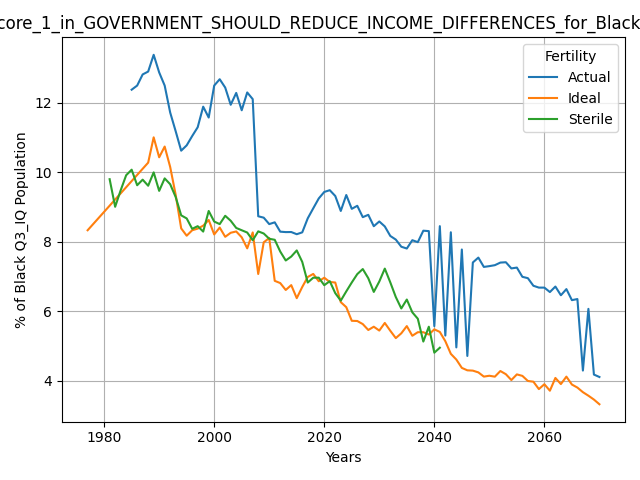 core_1_in_GOVERNMENT_SHOULD_REDUCE_INCOME_DIFFERENCES_for_Black
Fertility
Actual
Ideal
Sterile
% of Black Q3_IQ Population
12
10
8
6
4
1980 2000 2020 2040 2060
Years